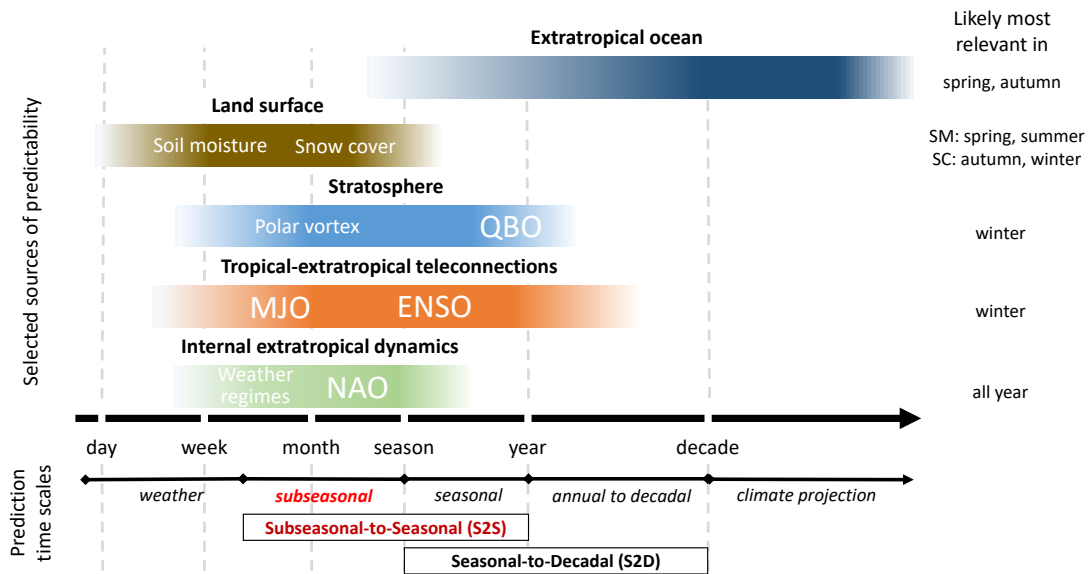 Likely most
relevant in
Extratropical ocean
spring, autumn
Land surface
Soil moisture
Snow cover
SM: spring, summer
SC: autumn, winter
Stratosphere
Polar vortex
QBO
winter
Tropical-extratropical teleconnections
MJO
ENSO
winter
Internal extratropical dynamics
Weather
regimes
NAO
all year
Selected sources of predictability
day
week
month
season
year
decade
weather
subseasonal
seasonal
annual to decadal
climate projection
Subseasonal-to-Seasonal (S2S)
Seasonal-to-Decadal (S2D)
Prediction
time scales